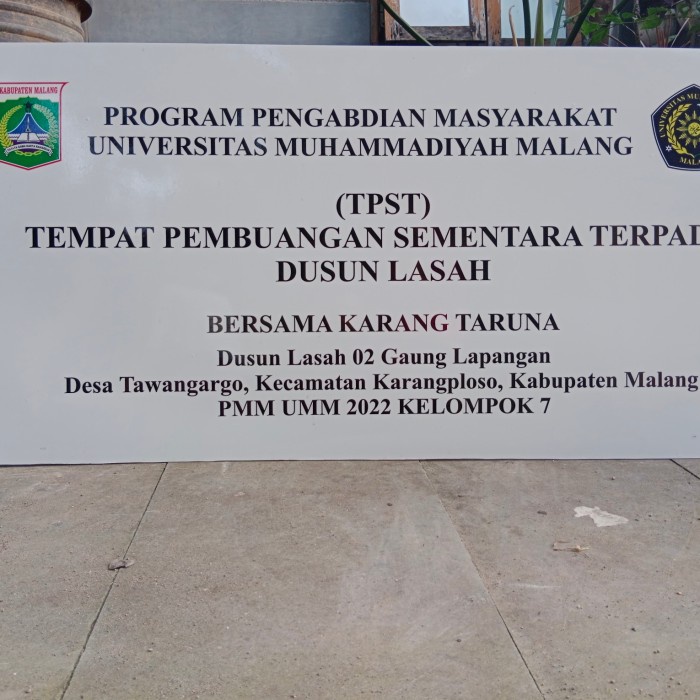 KABUPATEN MALANG
PROGRAM PENGABDIAN MASYARAKAT
UNIVERSITAS MUHAMMADIYAH MALANG
(TPST)
TEMPAT PEMBUANGAN SEMENTARA TERPAD
DUSUN LASAH
BERSAMA KARANG TARUNA
Dusun Lasah 02 Gaung Lapangan
Desa Tawangargo, Kecamatan Karangploso, Kabupaten Malang
PMM UMM 2022 KELOMPOK 7